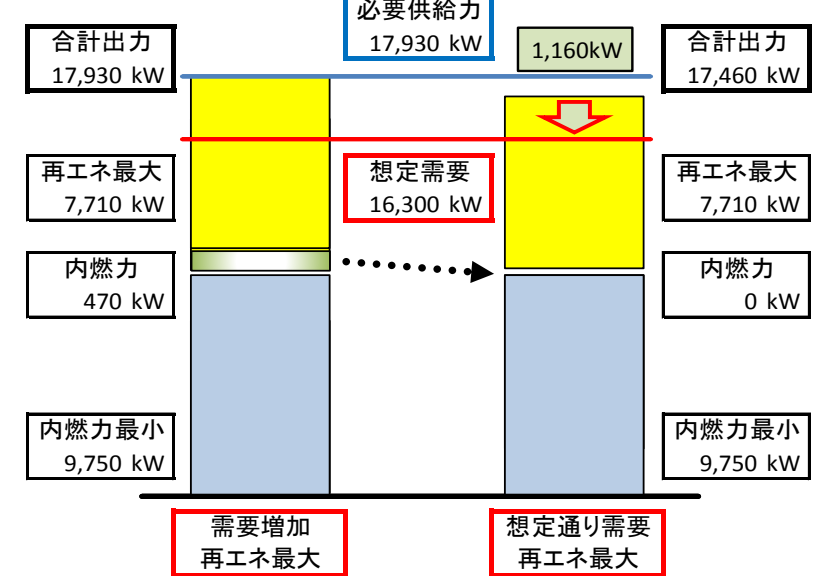 必要供給力
17,930 kW
1,160kW
合計出力
17,930 kW
合計出力
17,460 kW
再エネ最大
7,710 kW
想定需要
16,300 kW
再エネ最大
7,710 kW
内燃力
470 kW
内燃力
0 kW
内燃力最小
9,750 kW
内燃力最小
9,750 kW
需要増加
再エネ最大
想定通り需要
再エネ最大